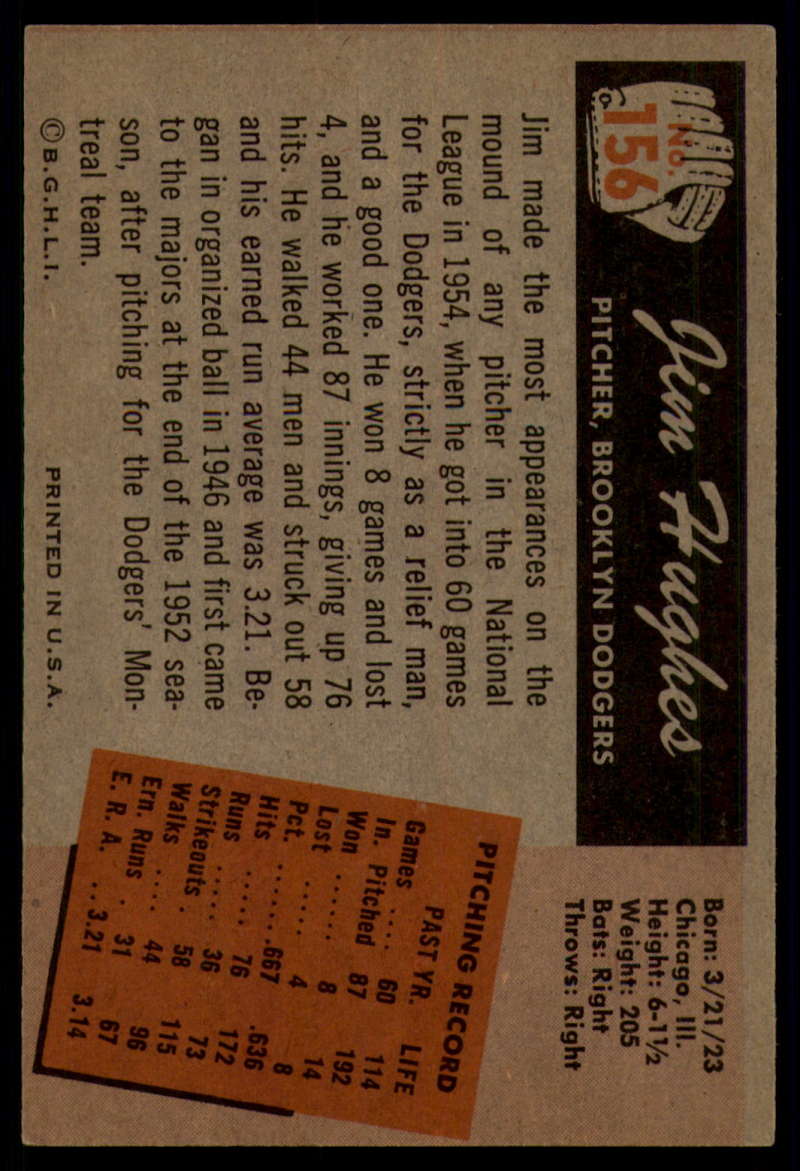 No.
156
Jim Hughes
PITCHER, BROOKLYN DODGERS
Born: 3/21/23
Chicago, Ill.
Height: 6-1½
Weight: 205
Bats: Right
Throws: Right
Jim made the most appearances on the
mound of any pitcher in the National
League in 1954, when he got into 60 games
for the Dodgers, strictly as a relief man,
and a good one. He won 8 games and lost
4, and he worked 87 innings, giving up 76
hits. He walked 44 men and struck out 58
and his earned run average was 3.21. Be-
gan in organized ball in 1946 and first came
to the majors at the end of the 1952 sea-
son, after pitching for the Dodgers' Mon-
treal team.
© B.G.H.L.I. PRINTED IN U.S.A.
PITCHING RECORD
PAST YR. LIFE
Games .... 60 114
In. Pitched 87 192
Won ...... 8 14
Lost ..... 4 8
Pct. ...... .667 .636
Hits ..... 76 172
Runs ..... 36 73
Strikeouts . 58 115
Walks .... 44 96
Ern. Runs . 31 67
E. R. A. .. 3.21 3.14